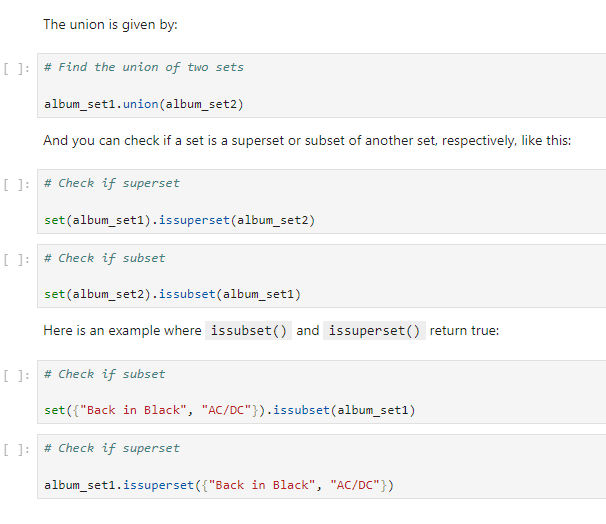 The union is given by:
[ ]: # Find the union of two sets
album_set1.union(album_set2)
And you can check if a set is a superset or subset of another set, respectively, like this:
[ ]: # Check if superset
set(album_set1).issuperset(album_set2)
[ ]: # Check if subset
set(album_set2).issubset(album_set1)
Here is an example where issubset() and issuperset() return true:
[ ]: # Check if subset
set({"Back in Black", "AC/DC"}).issubset(album_set1)
[ ]: # Check if superset
album_set1.issuperset({"Back in Black", "AC/DC"})